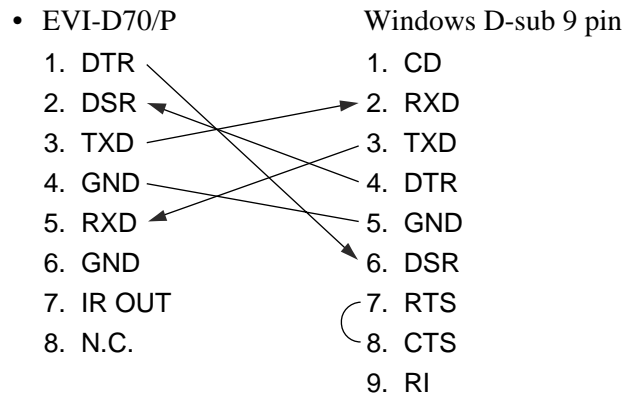 • EVI-D70/P
1. DTR
2. DSR
3. TXD
4. GND
5. RXD
6. GND
7. IR OUT
8. N.C.
Windows D-sub 9 pin
1. CD
2. RXD
3. TXD
4. DTR
5. GND
6. DSR
7. RTS
8. CTS
9. RI